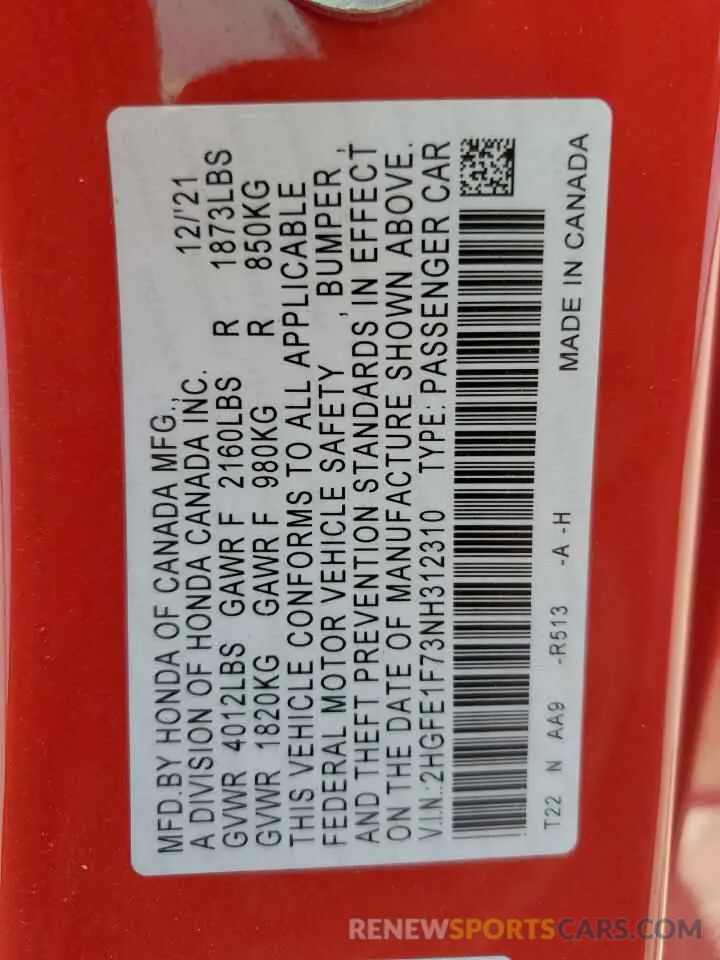 MFD.BY HONDA OF CANADA MFG., 12/'21
A DIVISION OF HONDA CANADA INC.
GVWR 4012LBS GAWR F 2160LBS R 1873LBS
GVWR 1820KG GAWR F 980KG R 850KG
THIS VEHICLE CONFORMS TO ALL APPLICABLE
FEDERAL MOTOR VEHICLE SAFETY , BUMPER ,
AND THEFT PREVENTION STANDARDS IN EFFECT
ON THE DATE OF MANUFACTURE SHOWN ABOVE.
V.I.N.:2HGFE1F73NH312310 TYPE: PASSENGER CAR
T22 N AA9 -R513 -A -H MADE IN CANADA
RENEWSPORTSCARS.COM